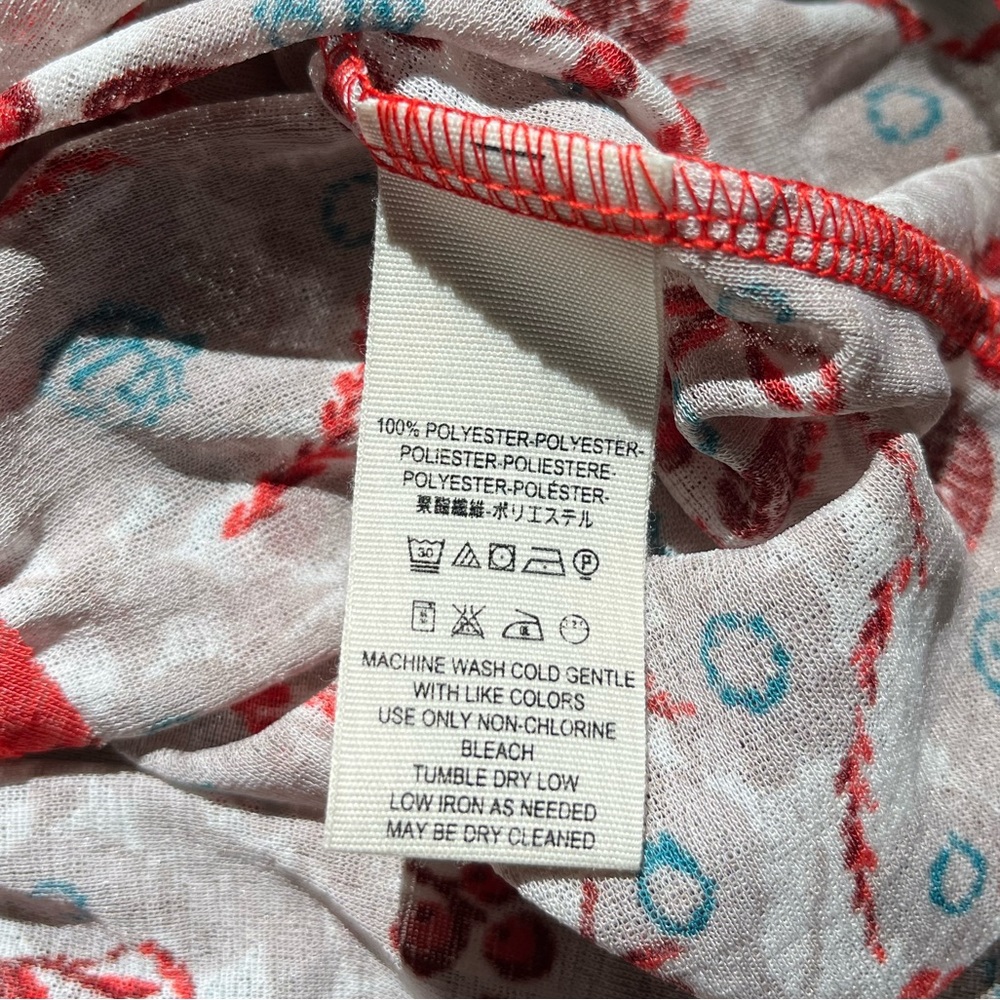 100% POLYESTER-POLYESTER-
POLIESTER-POLIESTERE-
POLYESTER-POLÉSTER-
聚酯纖維-ポリエステル
30 P
MACHINE WASH COLD GENTLE
WITH LIKE COLORS
USE ONLY NON-CHLORINE
BLEACH
TUMBLE DRY LOW
LOW IRON AS NEEDED
MAY BE DRY CLEANED